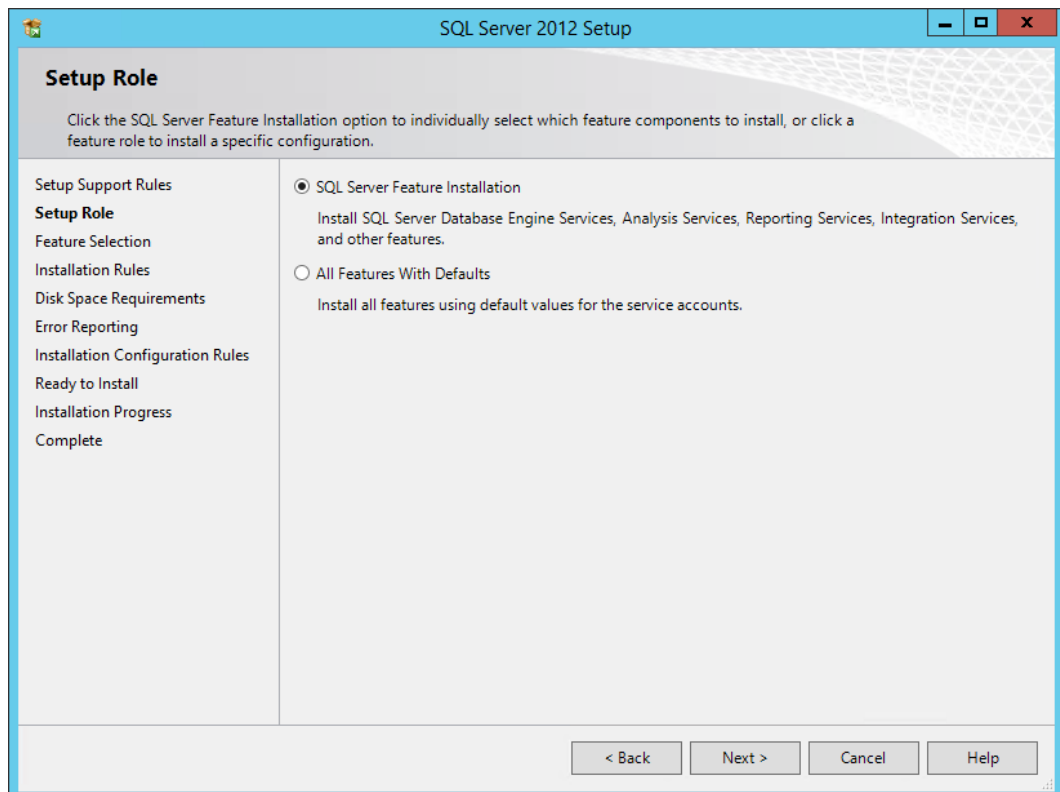 SQL Server 2012 Setup
Setup Role
Click the SQL Server Feature Installation option to individually select which feature components to install, or click a
feature role to install a specific configuration.
Setup Support Rules
Setup Role
Feature Selection
Installation Rules
Disk Space Requirements
Error Reporting
Installation Configuration Rules
Ready to Install
Installation Progress
Complete
SQL Server Feature Installation
Install SQL Server Database Engine Services, Analysis Services, Reporting Services, Integration Services,
and other features.
All Features With Defaults
Install all features using default values for the service accounts.
< Back
Next >
Cancel
Help